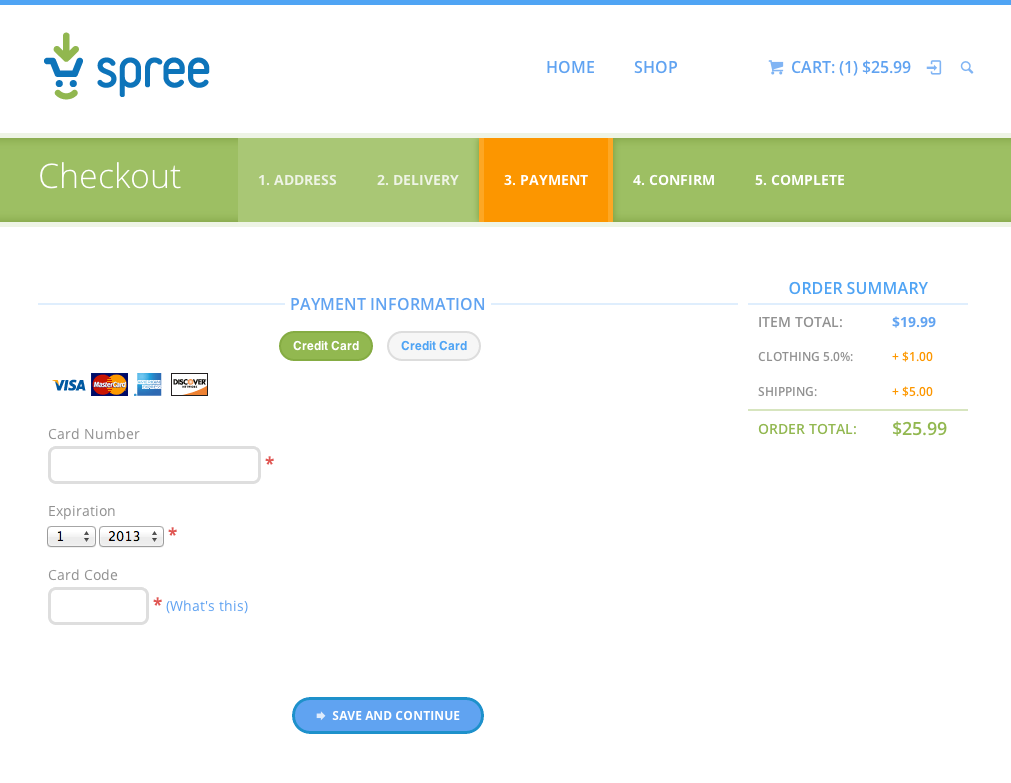 spree
HOME SHOP CART: (1) $25.99
Checkout 1. ADDRESS 2. DELIVERY 3. PAYMENT 4. CONFIRM 5. COMPLETE
PAYMENT INFORMATION
Credit Card Credit Card
VISA MasterCard AMERICAN EXPRESS DISCOVER
Card Number
*
Expiration
1 2013 *
Card Code
* (What's this)
SAVE AND CONTINUE
ORDER SUMMARY
ITEM TOTAL: $19.99
CLOTHING 5.0%: + $1.00
SHIPPING: + $5.00
ORDER TOTAL: $25.99